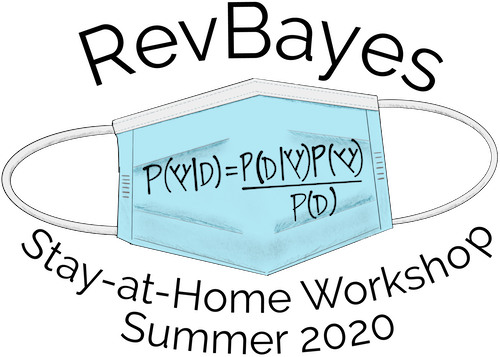 RevBayes
P(|D)=P(D|)P()
P(D)
Stay-at-Home Workshop
Summer 2020